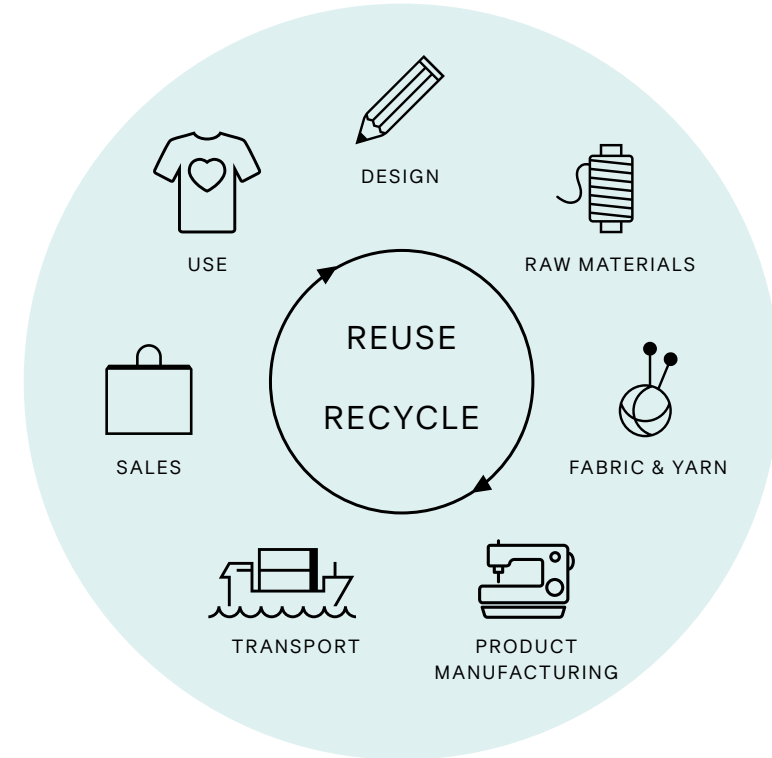 DESIGN
USE
RAW MATERIALS
REUSE
RECYCLE
SALES
FABRIC & YARN
TRANSPORT
PRODUCT
MANUFACTURING